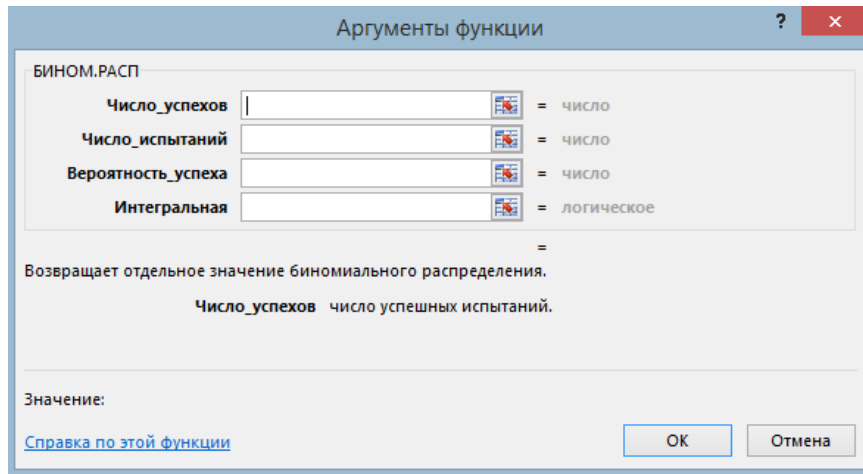 Аргументы функции
?
БИНОМ.РАСП
Число_успехов = число
Число_испытаний = число
Вероятность_успеха = число
Интегральная = логическое
=
Возвращает отдельное значение биномиального распределения.
Число_успехов число успешных испытаний.
Значение:
Справка по этой функции
ОК
Отмена